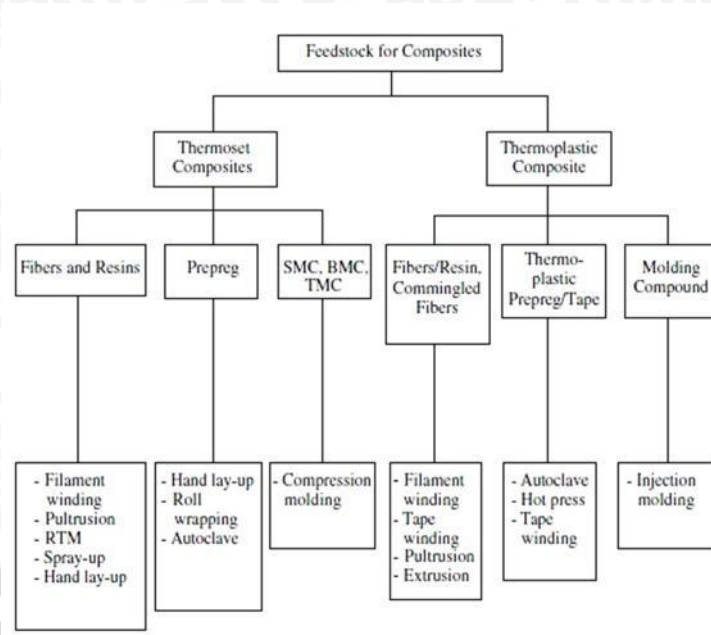 Feedstock for Composites
Thermoset
Composites
Thermoplastic
Composite
Fibers and Resins
Prepreg
SMC, BMC,
TMC
Fibers/Resin,
Commingled
Fibers
Thermo-
plastic
Prepreg/Tape
Molding
Compound
- Filament
winding
- Pultrusion
- RTM
- Spray-up
- Hand lay-up
- Hand lay-up
- Roll
wrapping
- Autoclave
- Compression
molding
- Filament
winding
- Tape
winding
- Pultrusion
- Extrusion
- Autoclave
- Hot press
- Tape
winding
- Injection
molding